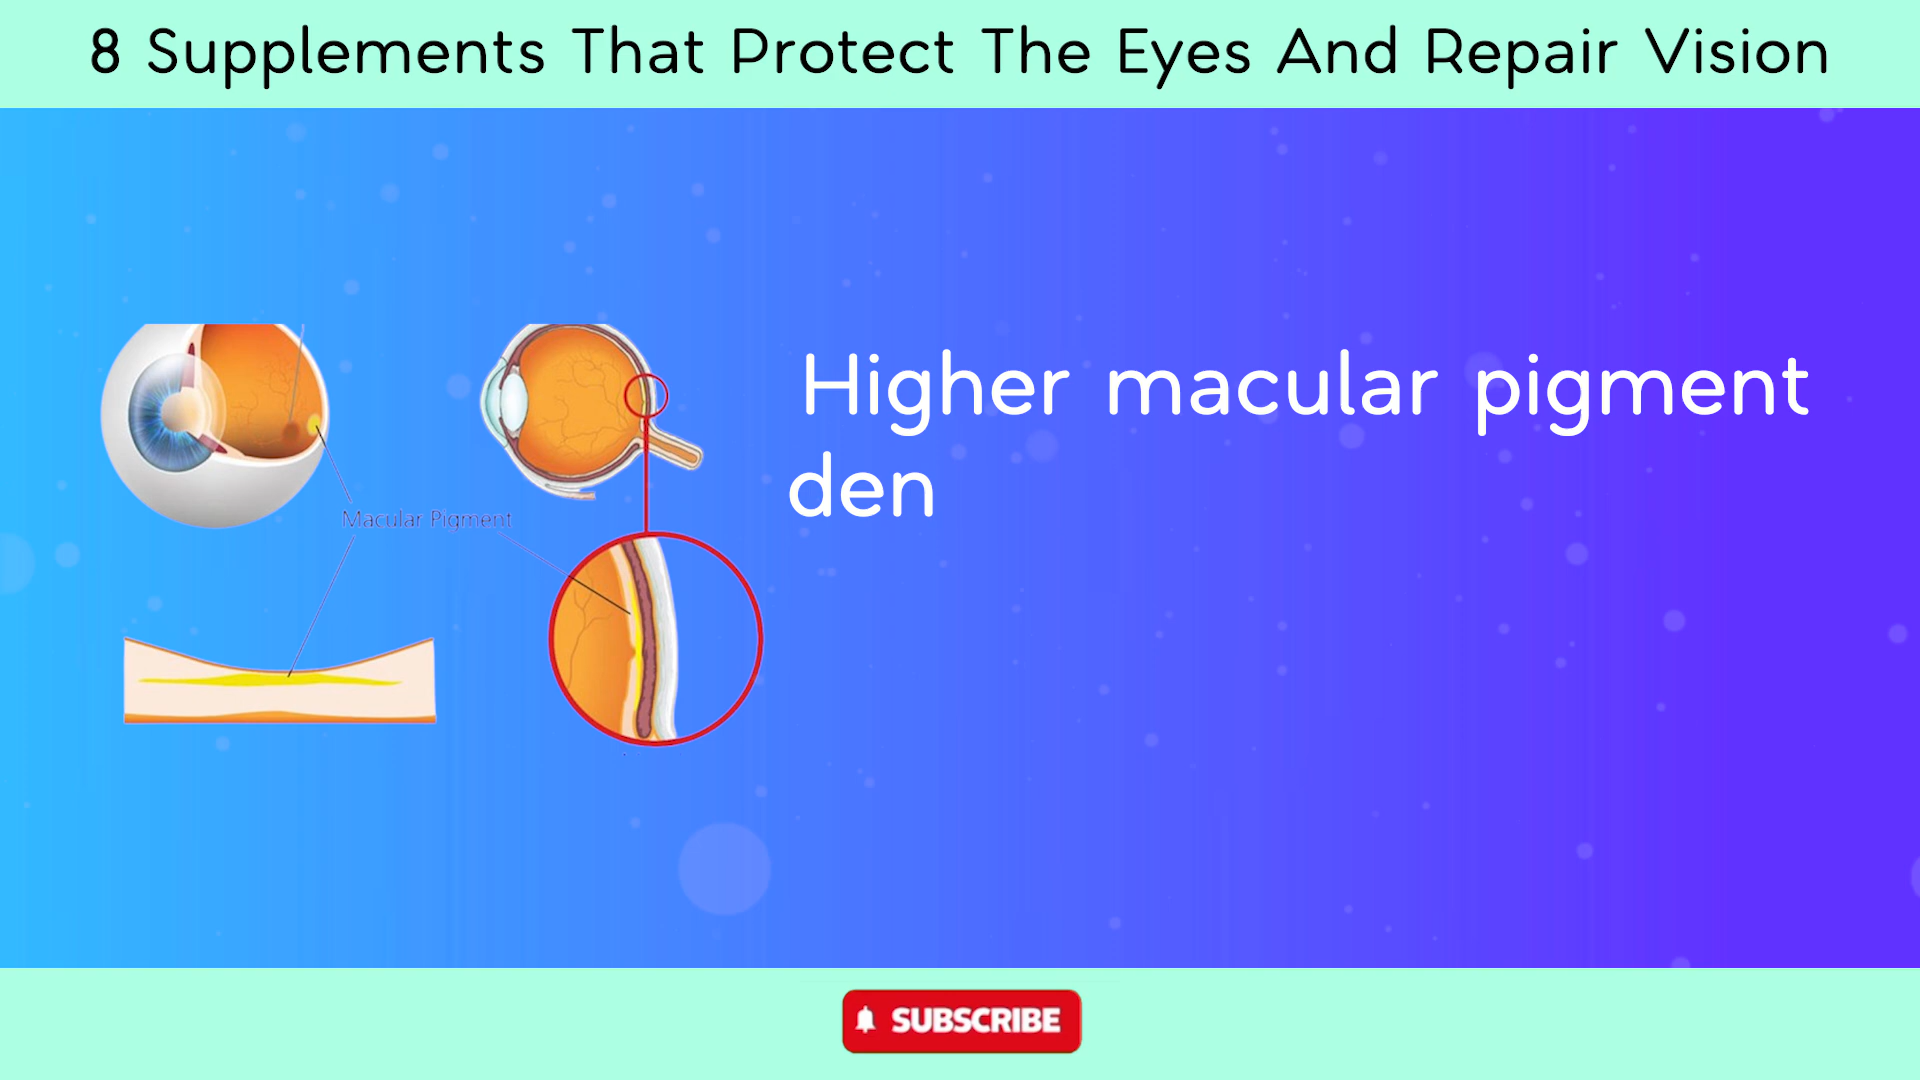 8 Supplements That Protect The Eyes And Repair Vision
Higher macular pigment
den
Macular Pigment
SUBSCRIBE